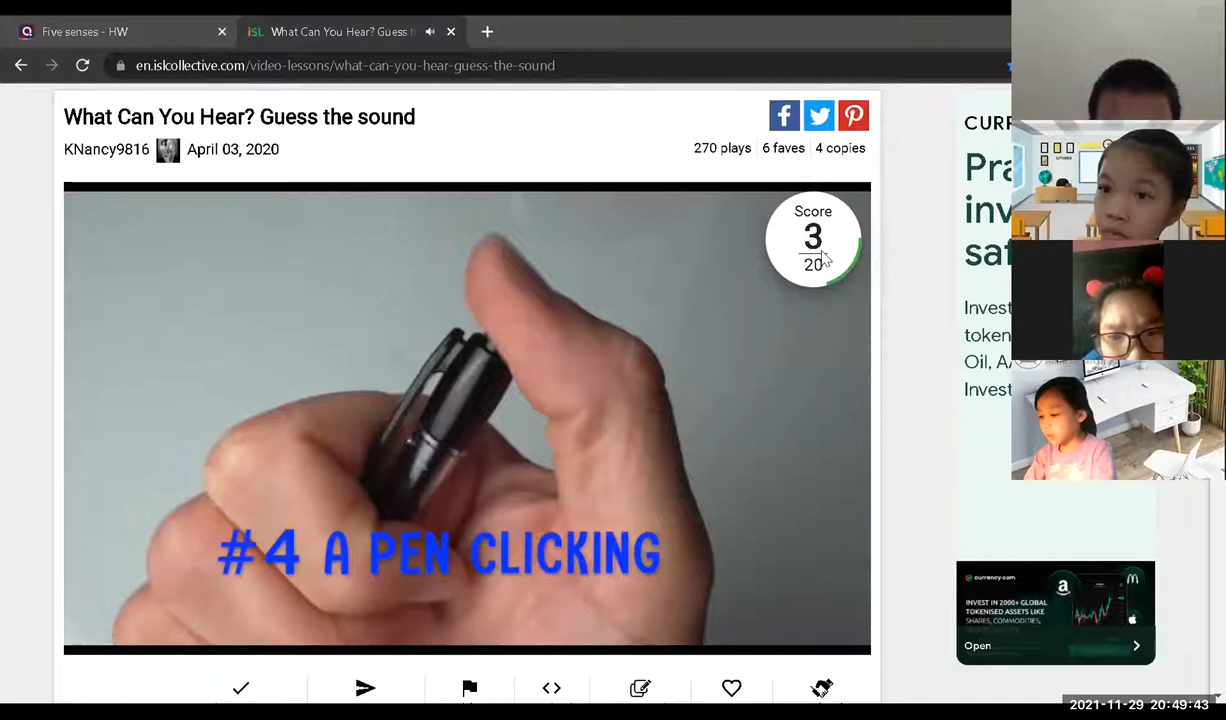 Five senses - HW
iSL What Can You Hear? Guess t
en.islcollective.com/video-lessons/what-can-you-hear-guess-the-sound
What Can You Hear? Guess the sound
KNancy9816 April 03, 2020
270 plays 6 faves 4 copies
Score
3
20
#4 A PEN CLICKING
CURR
Pra
inv
saf
Invest
token
Oil, A
Invest
currency.com
INVEST IN 2000+ GLOBAL
TOKENISED ASSETS LIKE
SHARES, COMMODITIES,
Open
2021-11-29 20:49:43